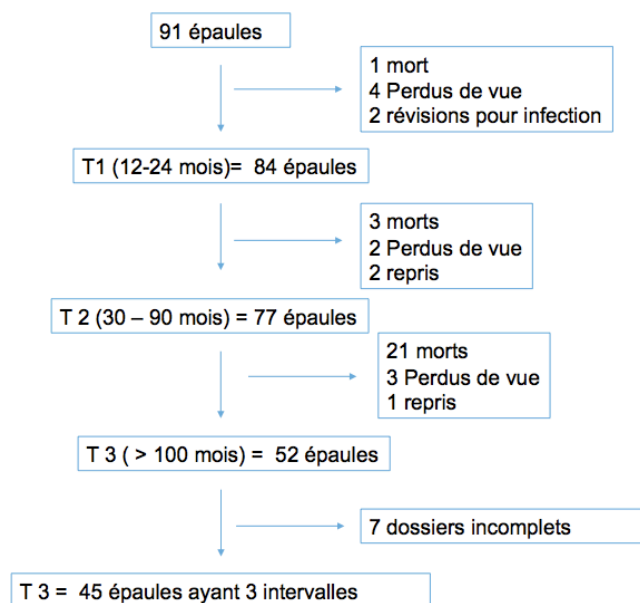 91 épaules
1 mort
4 Perdus de vue
2 révisions pour infection
T1 (12-24 mois)= 84 épaules
3 morts
2 Perdus de vue
2 repris
T 2 (30 – 90 mois) = 77 épaules
21 morts
3 Perdus de vue
1 repris
T 3 ( > 100 mois) = 52 épaules
7 dossiers incomplets
T 3 = 45 épaules ayant 3 intervalles